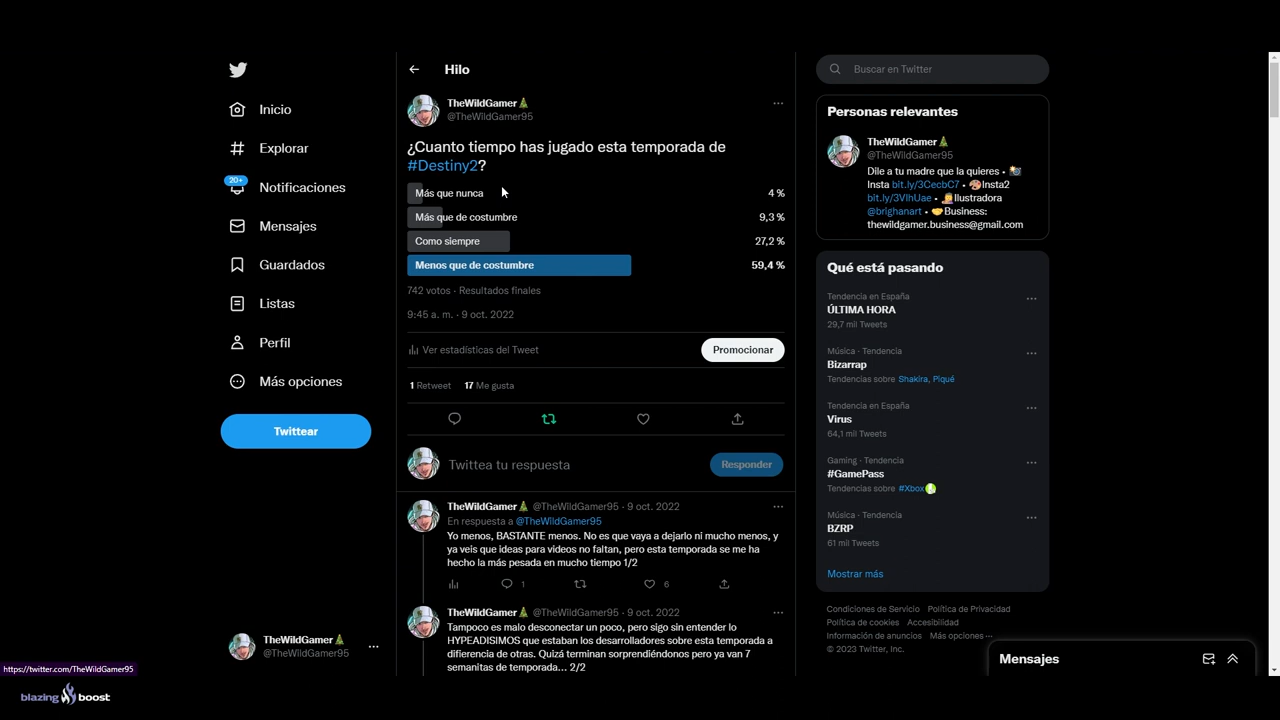 Inicio
Explorar
20+
Notificaciones
Mensajes
Guardados
Listas
Perfil
Más opciones
Twittear
TheWildGamer🎄
@TheWildGamer95
https://twitter.com/TheWildGamer95
blazing boost
Hilo
TheWildGamer🎄
@TheWildGamer95
¿Cuanto tiempo has jugado esta temporada de
#Destiny2?
Más que nunca 4 %
Más que de costumbre 9,3 %
Como siempre 27,2 %
Menos que de costumbre 59,4 %
742 votos · Resultados finales
9:45 a. m. · 9 oct. 2022
Ver estadísticas del Tweet
Promocionar
1 Retweet 17 Me gusta
Twittea tu respuesta
Responder
TheWildGamer🎄 @TheWildGamer95 · 9 oct. 2022
En respuesta a @TheWildGamer95
Yo menos, BASTANTE menos. No es que vaya a dejarlo ni mucho menos, y
ya veis que ideas para videos no faltan, pero esta temporada se me ha
hecho la más pesada en mucho tiempo 1/2
1 6
TheWildGamer🎄 @TheWildGamer95 · 9 oct. 2022
Tampoco es malo desconectar un poco, pero sigo sin entender lo
HYPEADISIMOS que estaban los desarrolladores sobre esta temporada a
difierencia de otras. Quizá terminan sorprendiéndonos pero ya van 7
semanitas de temporada... 2/2
Buscar en Twitter
Personas relevantes
TheWildGamer🎄
@TheWildGamer95
Dile a tu madre que la quieres • 📸
Insta bit.ly/3CecbC7 • 🎨Insta2
bit.ly/3VIhUae • 👩‍🎨Ilustradora
@brighanart • 🤝Business:
thewildgamer.business@gmail.com
Qué está pasando
Tendencia en España
ÚLTIMA HORA
29,7 mil Tweets
Música · Tendencia
Bizarrap
Tendencias sobre Shakira, Piqué
Tendencia en España
Virus
64,1 mil Tweets
Gaming · Tendencia
#GamePass
Tendencias sobre #Xbox
Música · Tendencia
BZRP
61 mil Tweets
Mostrar más
Condiciones de Servicio Política de Privacidad
Política de cookies Accesibilidad
Información de anuncios Más opciones ···
© 2023 Twitter, Inc.
Mensajes